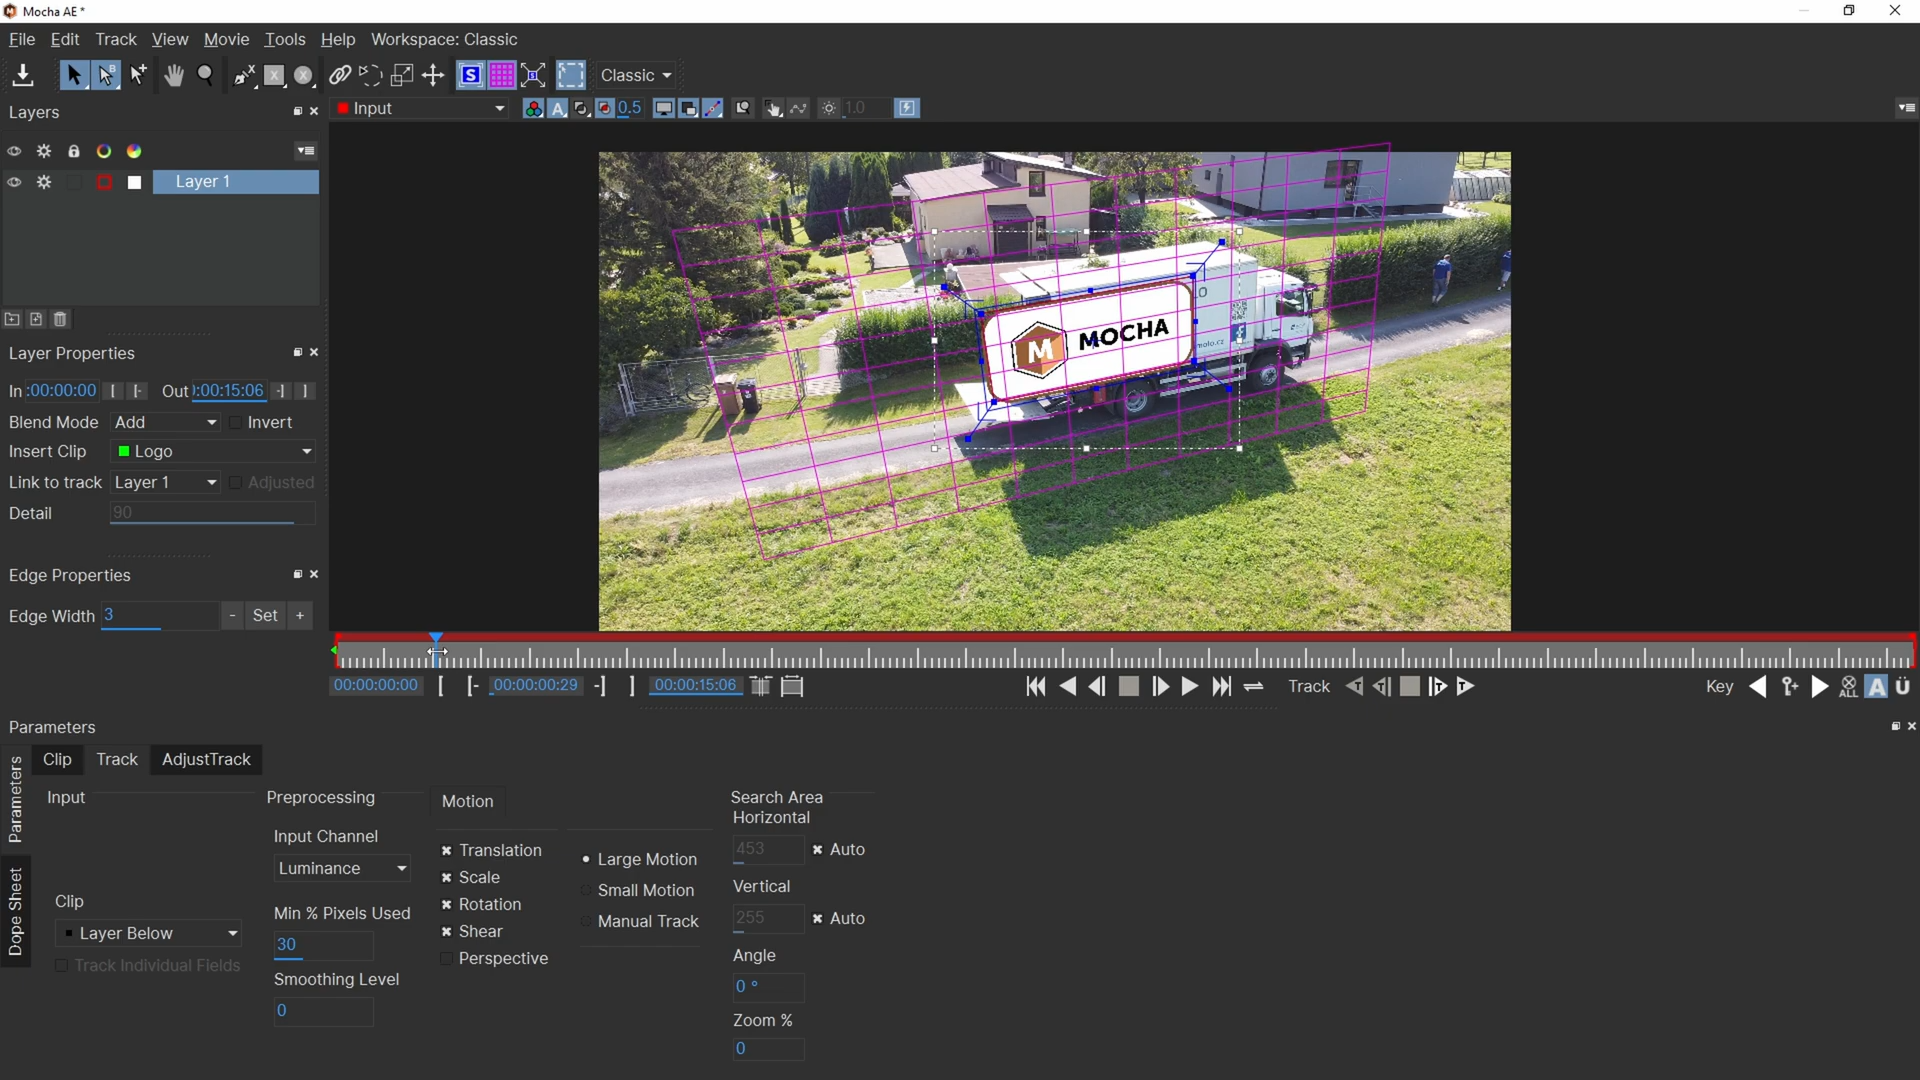 Mocha AE*
File Edit Track View Movie Tools Help Workspace: Classic
Classic
Layers
Input
0.5
1.0
Layer 1
Layer Properties
In :00:00:00 Out ):00:15:06
Blend Mode Add Invert
Insert Clip Logo
Link to track Layer 1 Adjusted
Detail 90
Edge Properties
Edge Width 3 - Set +
M MOCHA
molo.cz
00:00:00:00 00:00:00:29 00:00:15:06
Track
Key
ALL
A
Parameters
Parameters
Dope Sheet
Clip Track AdjustTrack
Input
Clip
Layer Below
Track Individual Fields
Preprocessing
Input Channel
Luminance
Min % Pixels Used
30
Smoothing Level
0
Motion
Translation
Scale
Rotation
Shear
Perspective
Large Motion
Small Motion
Manual Track
Search Area
Horizontal
453 Auto
Vertical
255 Auto
Angle
0 °
Zoom %
0